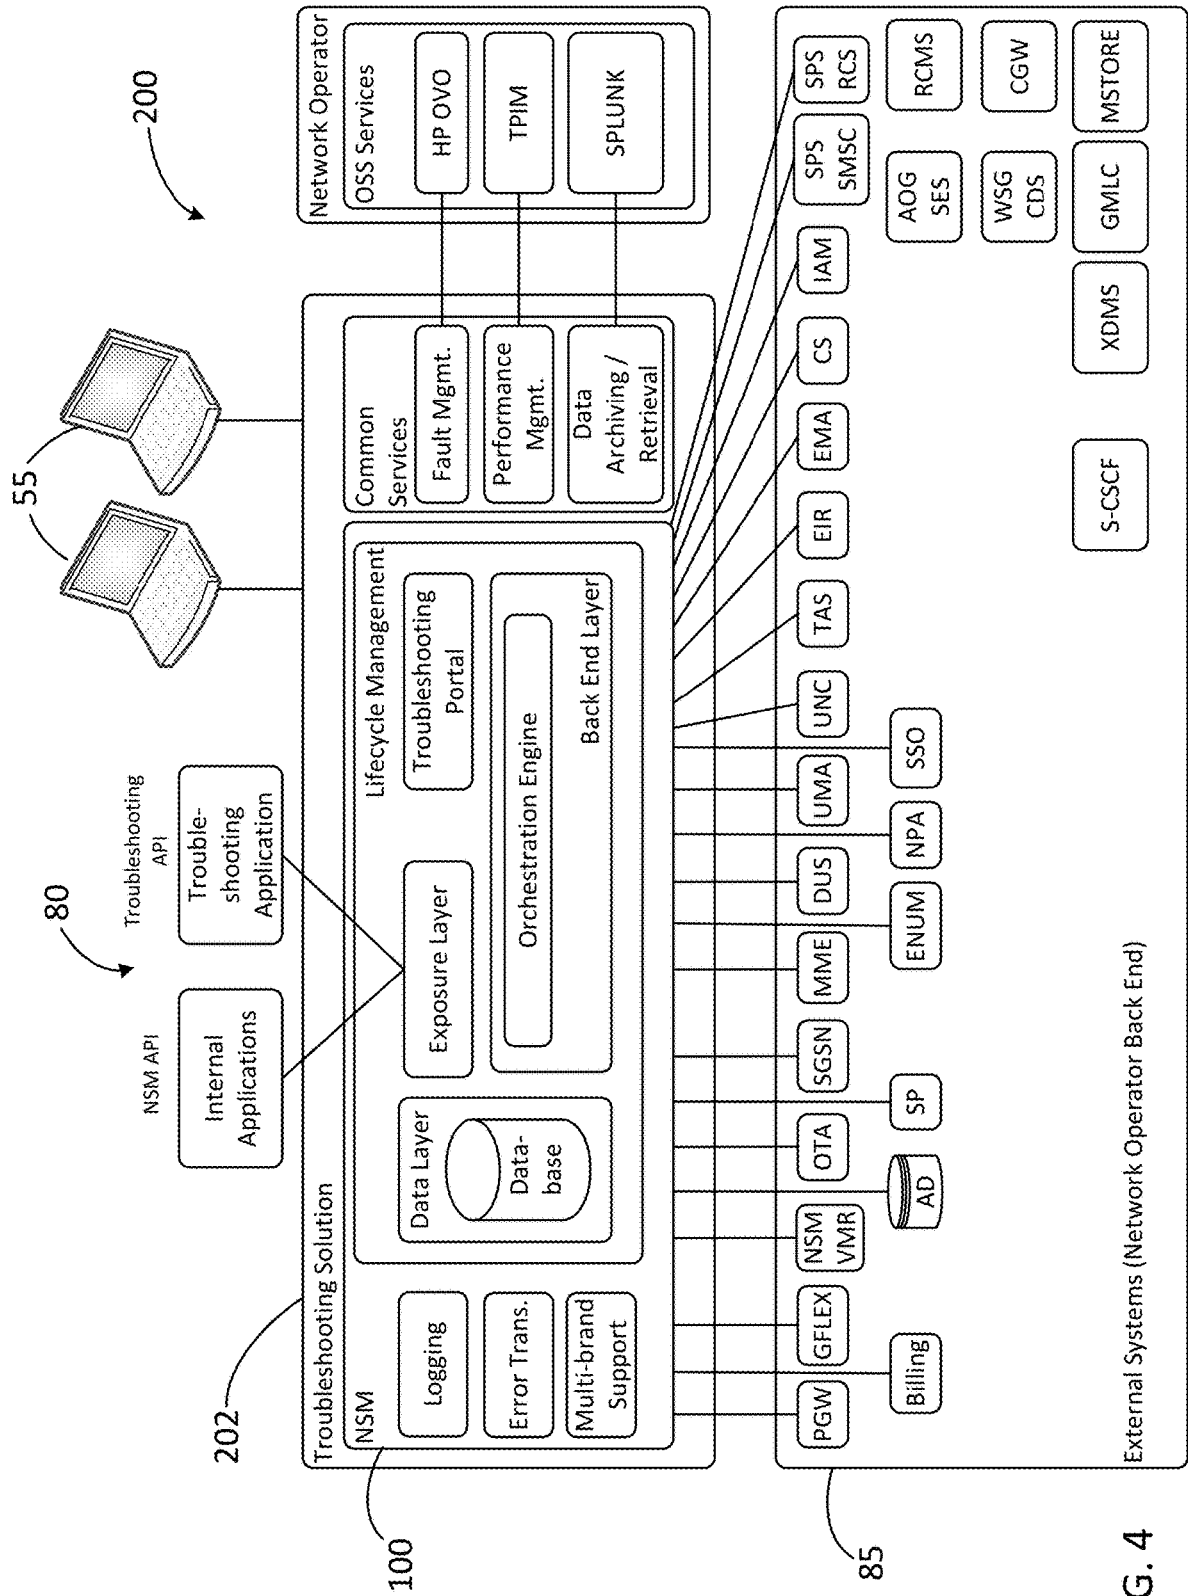 200
55
80
Troubleshooting
API
NSM API
Trouble-
shooting
Application
Internal
Applications
202
Troubleshooting Solution
100
NSM
Logging
Error Trans.
Multi-brand
Support
Lifecycle Management
Data Layer
Data-
base
Exposure Layer
Troubleshooting
Portal
Orchestration Engine
Back End Layer
Common
Services
Fault Mgmt.
Performance
Mgmt.
Data
Archiving /
Retrieval
Network Operator
OSS Services
HP OVO
TPIM
SPLUNK
85
PGW
GFLEX
NSM
VMR
OTA
SGSN
MME
DUS
UMA
UNC
TAS
EIR
EMA
CS
IAM
SPS
SMSC
SPS
RCS
Billing
AD
SP
ENUM
NPA
SSO
AOG
SES
RCMS
WSG
CDS
CGW
S-CSCF
XDMS
GMLC
MSTORE
External Systems (Network Operator Back End)
G. 4